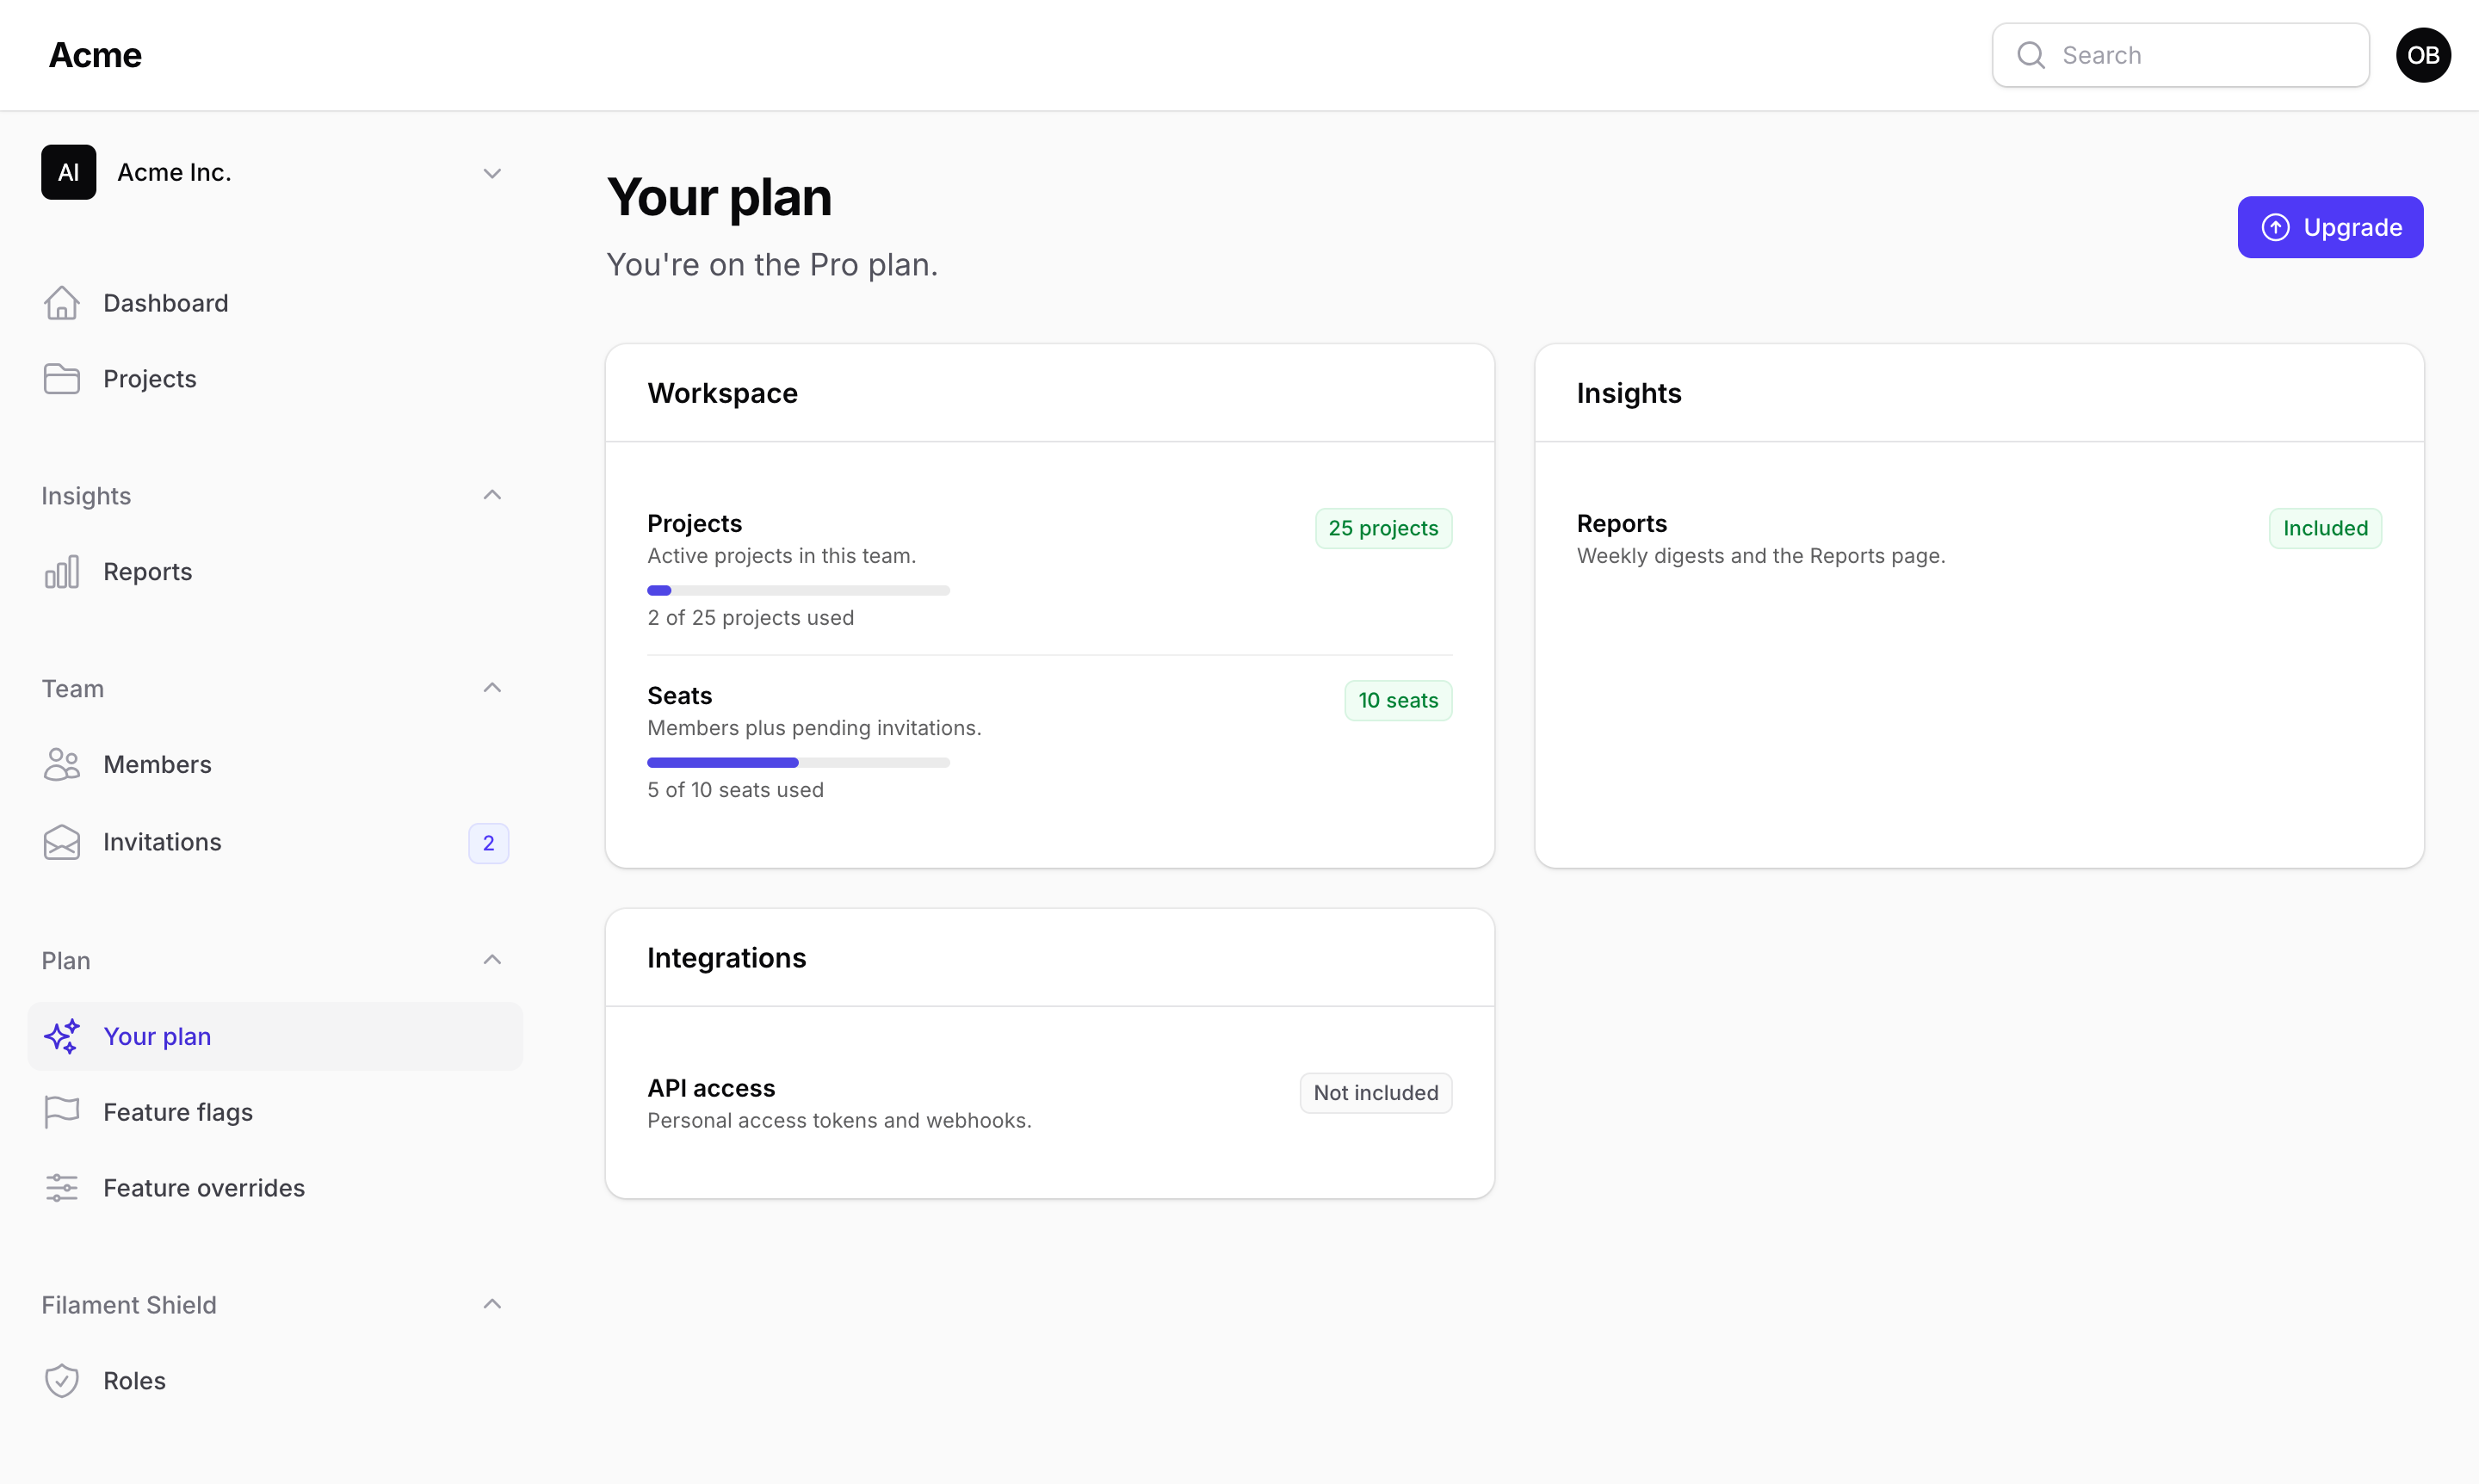 Acme
Search
OB
AI
Acme Inc.
Dashboard
Projects
Insights
Reports
Team
Members
Invitations
2
Plan
Your plan
Feature flags
Feature overrides
Filament Shield
Roles
Your plan
You're on the Pro plan.
Upgrade
Workspace
Projects
25 projects
Active projects in this team.
2 of 25 projects used
Seats
10 seats
Members plus pending invitations.
5 of 10 seats used
Insights
Reports
Included
Weekly digests and the Reports page.
Integrations
API access
Not included
Personal access tokens and webhooks.